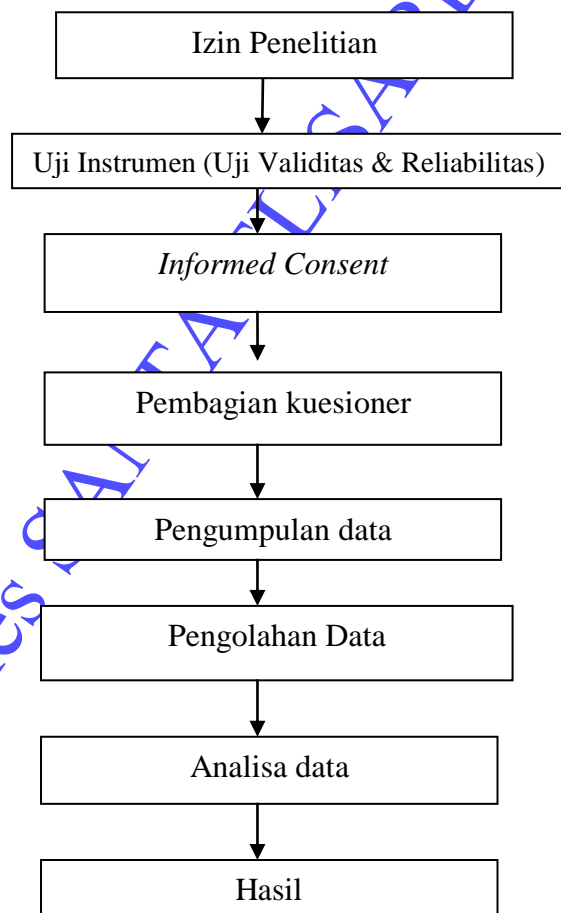 Izin Penelitian
Uji Instrumen (Uji Validitas & Reliabilitas)
Informed Consent
Pembagian kuesioner
Pengumpulan data
Pengolahan Data
Analisa data
Hasil